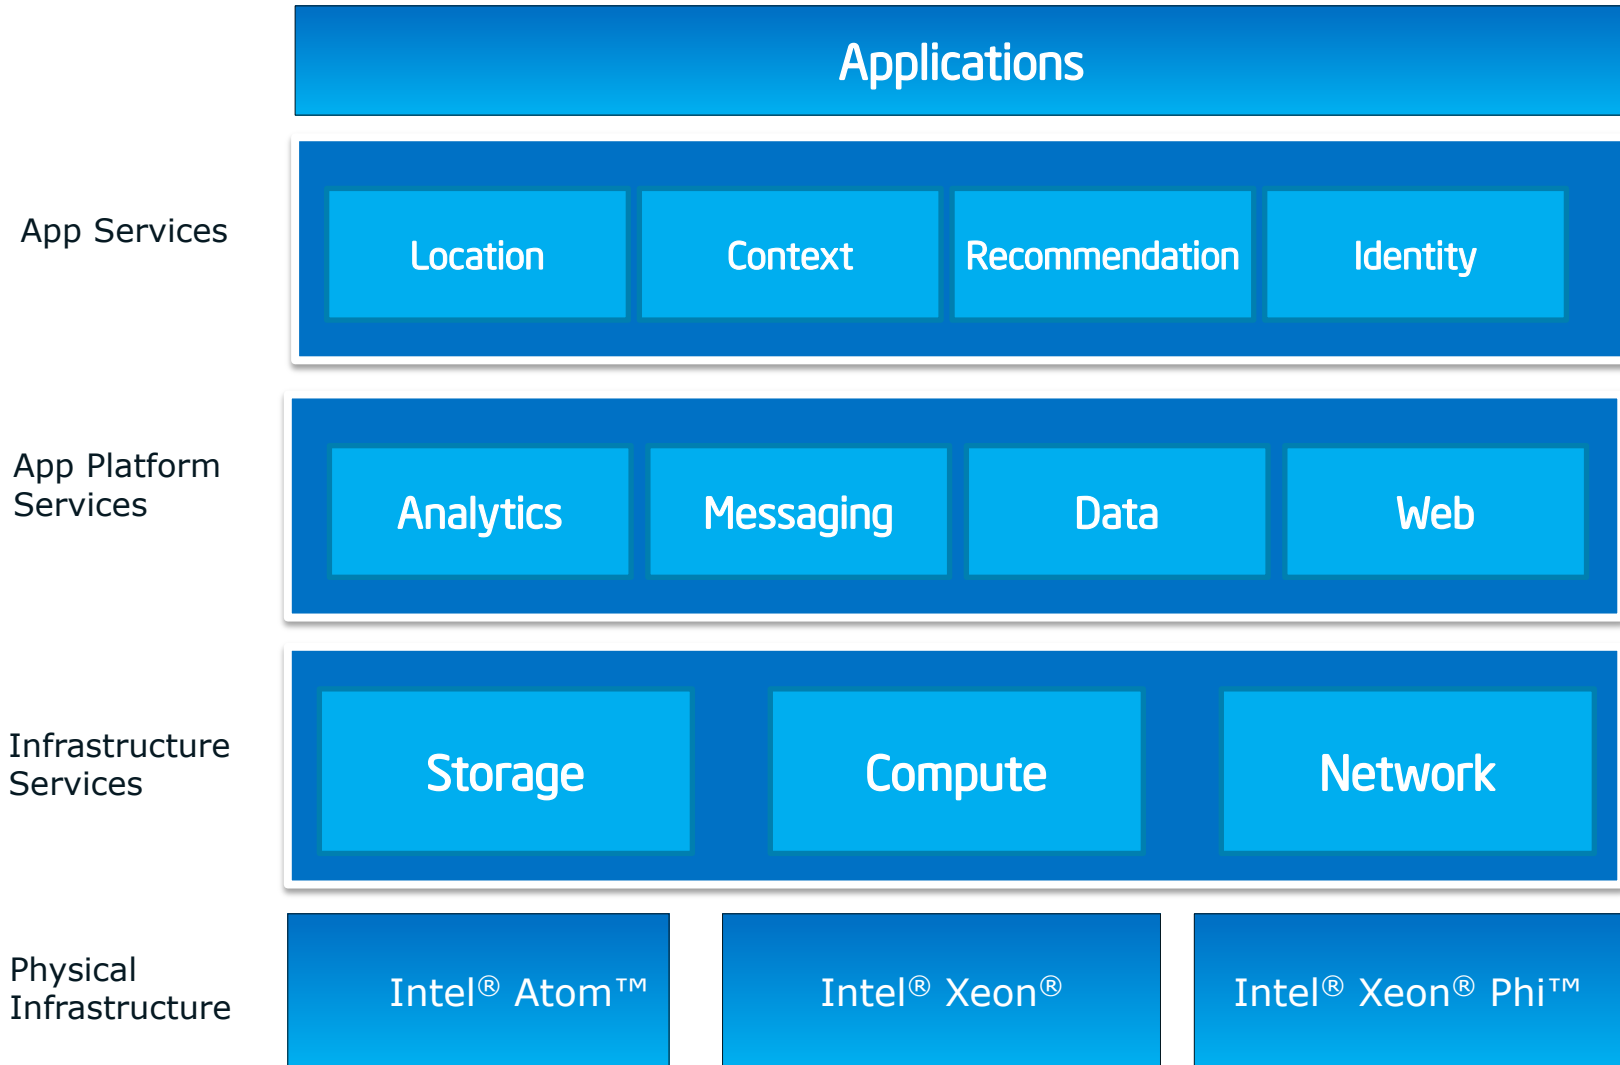 Applications
App Services
Location
Context
Recommendation
Identity
App Platform
Services
Analytics
Messaging
Data
Web
Infrastructure
Services
Storage
Compute
Network
Physical
Infrastructure
Intel® Atom™
Intel® Xeon®
Intel® Xeon® Phi™